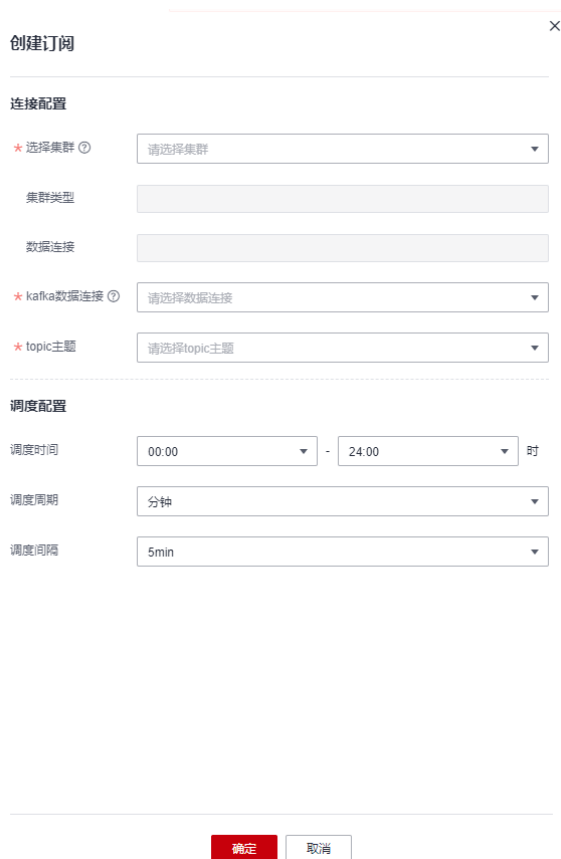 创建订阅
连接配置
* 选择集群 ? 请选择集群
集群类型
数据连接
* kafka数据连接 ? 请选择数据连接
* topic主题 请选择topic主题
调度配置
调度时间 00:00 - 24:00 时
调度周期 分钟
调度间隔 5min
确定 取消